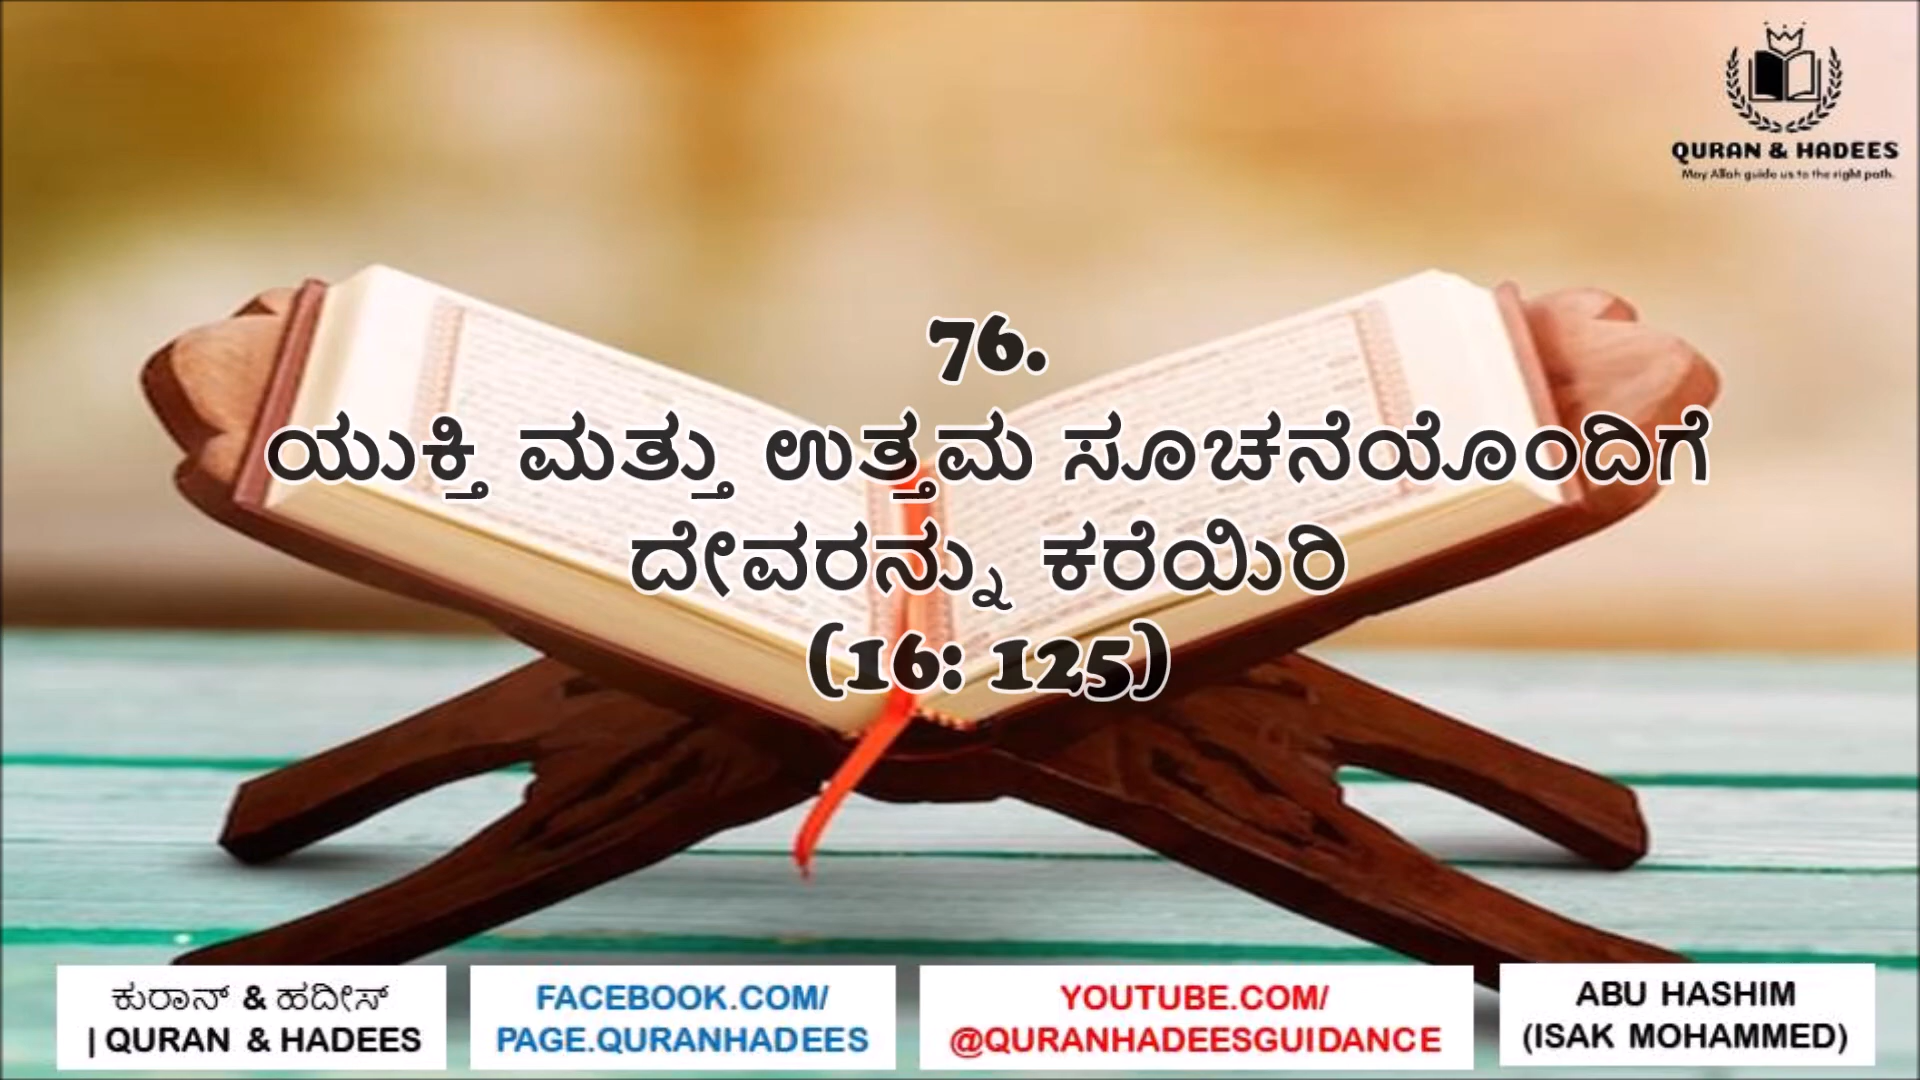 QURAN & HADEES
May Allah guide us to the right path.
76.
ಯುಕ್ತಿ ಮತ್ತು ಉತ್ತಮ ಸೂಚನೆಯೊಂದಿಗೆ
ದೇವರನ್ನು ಕರೆಯಿರಿ
(16: 125)
ಕುರಾನ್ & ಹದೀಸ್
| QURAN & HADEES
FACEBOOK.COM/
PAGE.QURANHADEES
YOUTUBE.COM/
@QURANHADEESGUIDANCE
ABU HASHIM
(ISAK MOHAMMED)